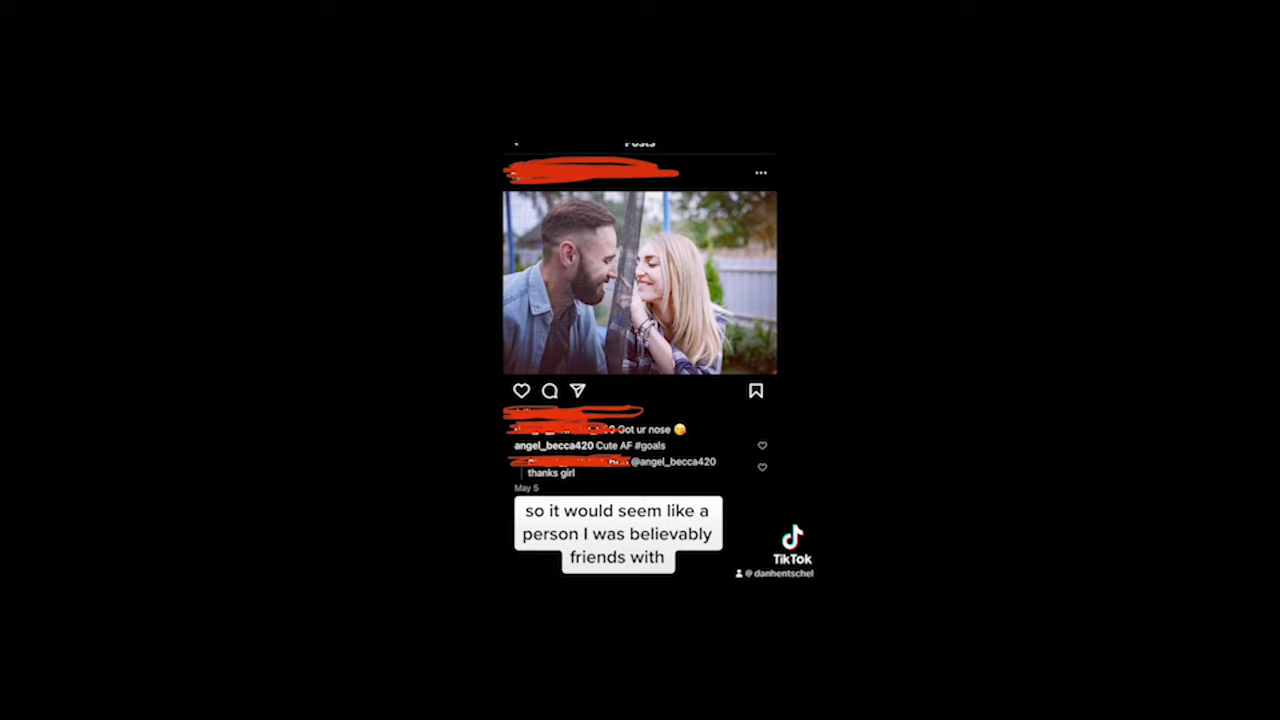 Posts
Got ur nose 😘
angel_becca420 Cute AF #goals
@angel_becca420
thanks girl
May 5
so it would seem like a
person I was believably
friends with
TikTok
@danhentschel